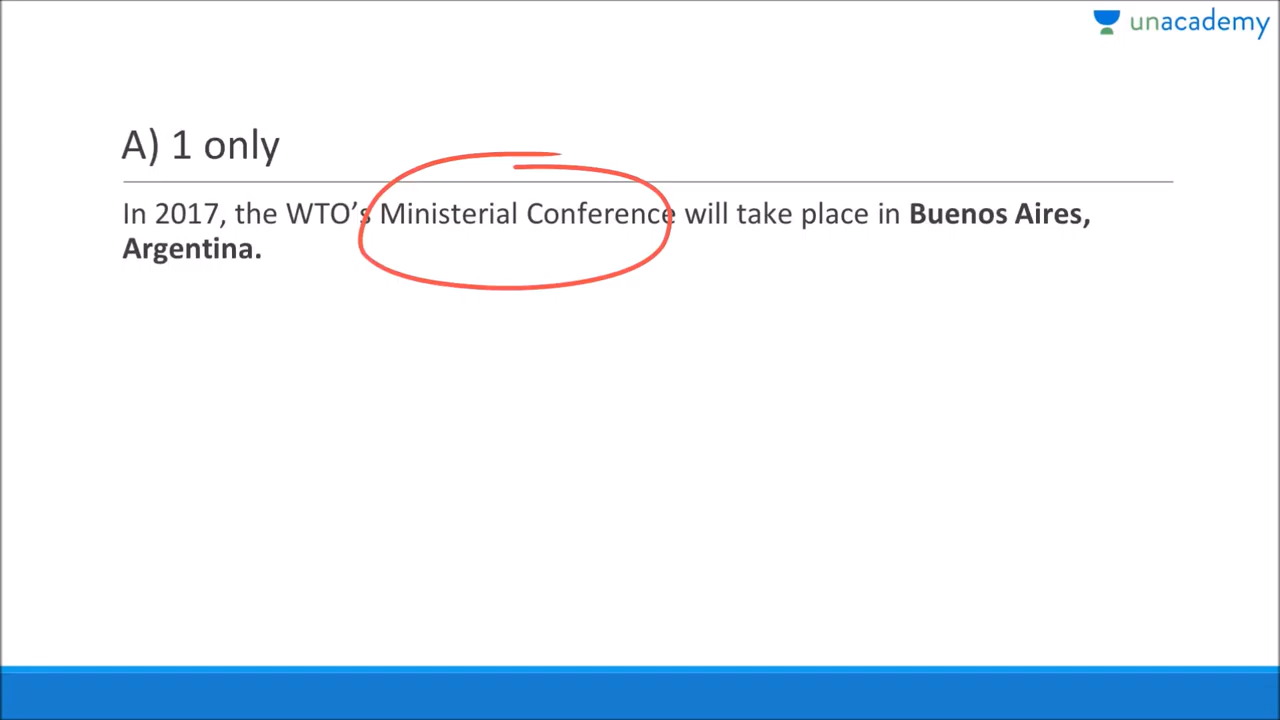 unacademy
A) 1 only
In 2017, the WTO’s Ministerial Conference will take place in Buenos Aires,
Argentina.